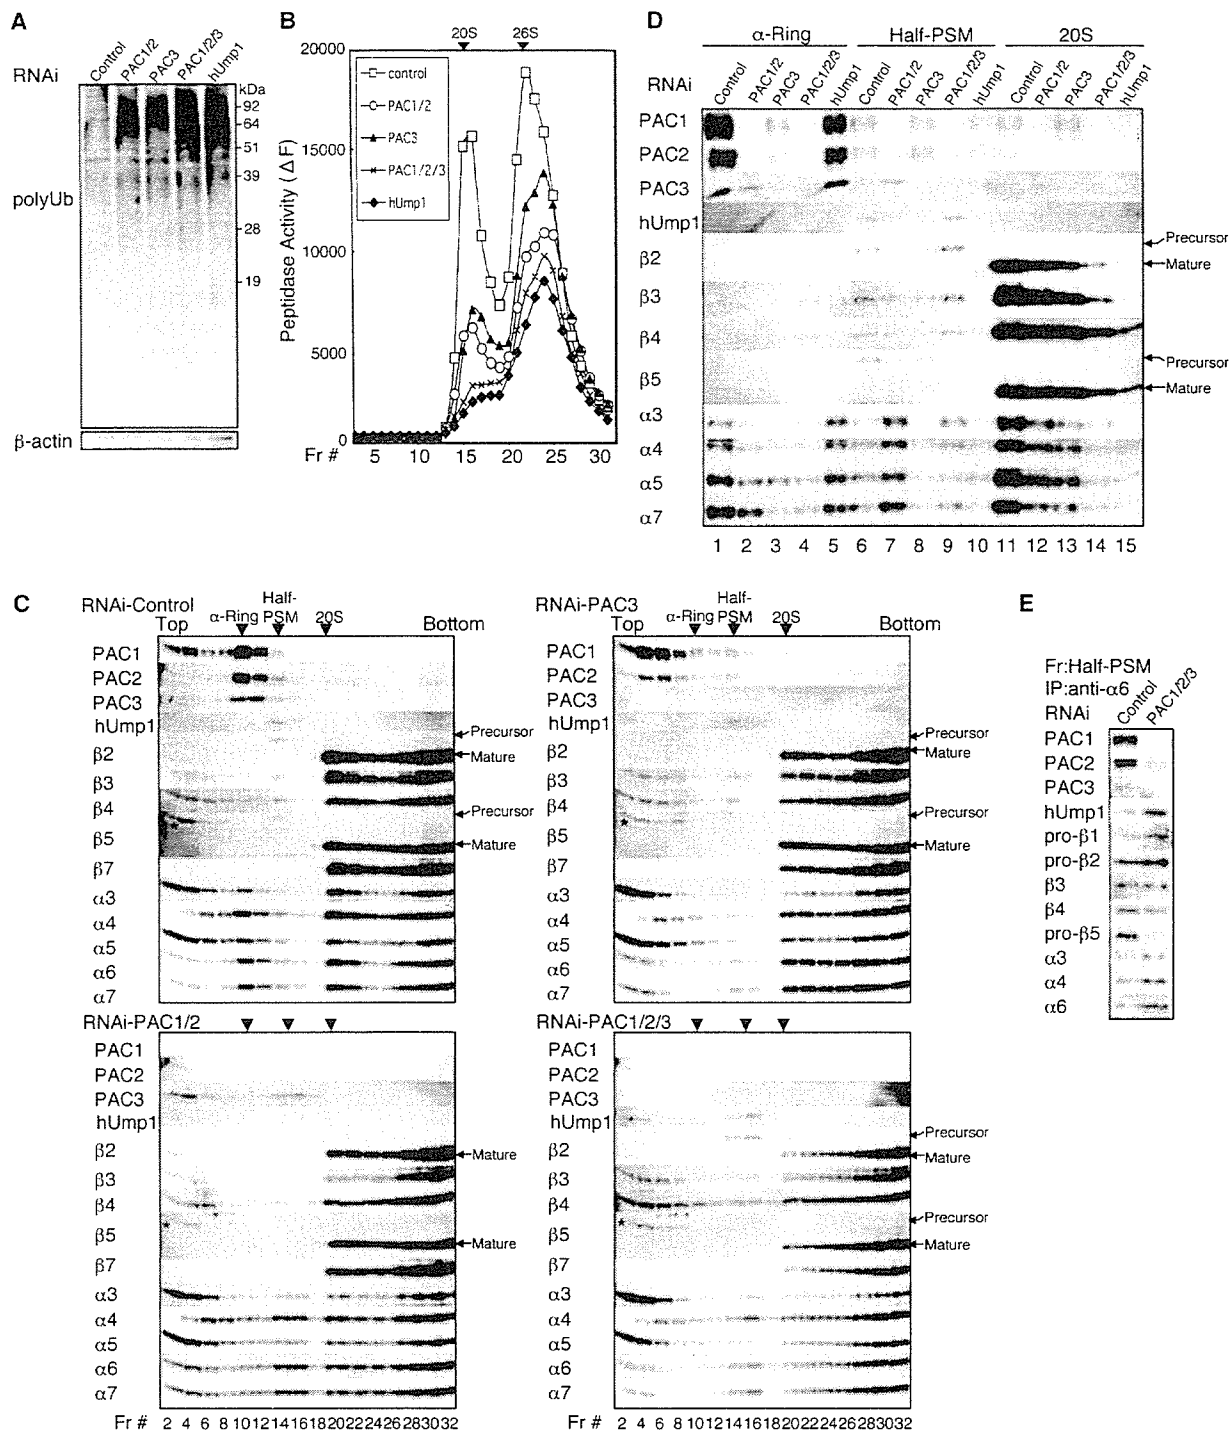 A
RNAi
Control
PAC1/2
PAC3
PAC1/2/3
hUmp1
kDa
92
64
51
39
28
19
polyUb
β-actin
B
20S
26S
Peptidase Activity (ΔF)
20000
15000
10000
5000
0
control
PAC1/2
PAC3
PAC1/2/3
hUmp1
Fr #
5 10 15 20 25 30
D
α-Ring Half-PSM 20S
RNAi
Control PAC1/2 PAC3 PAC1/2/3 hUmp1 Control PAC1/2 PAC3 PAC1/2/3 hUmp1 Control PAC1/2 PAC3 PAC1/2/3 hUmp1
PAC1
PAC2
PAC3
hUmp1
Precursor
β2
Mature
β3
β4
Precursor
β5
Mature
α3
α4
α5
α7
1 2 3 4 5 6 7 8 9 10 11 12 13 14 15
C
RNAi-Control
Top
α-Ring
Half-
PSM
20S
Bottom
PAC1
PAC2
PAC3
hUmp1
Precursor
β2
Mature
β3
β4
Precursor
*
β5
Mature
β7
α3
α4
α5
α6
α7
RNAi-PAC3
Top
α-Ring
Half-
PSM
20S
Bottom
PAC1
PAC2
PAC3
hUmp1
Precursor
β2
Mature
β3
β4
Precursor
*
β5
Mature
β7
α3
α4
α5
α6
α7
RNAi-PAC1/2
PAC1
PAC2
PAC3
hUmp1
β2
Mature
β3
β4
*
β5
Mature
β7
α3
α4
α5
α6
α7
Fr #
2 4 6 8 10 12 14 16 18 20 22 24 26 28 30 32
RNAi-PAC1/2/3
PAC1
PAC2
PAC3
hUmp1
Precursor
β2
Mature
β3
β4
Precursor
*
β5
Mature
β7
α3
α4
α5
α6
α7
Fr #
2 4 6 8 10 12 14 16 18 20 22 24 26 28 30 32
E
Fr:Half-PSM
IP:anti-α6
RNAi
Control
PAC1/2/3
PAC1
PAC2
PAC3
hUmp1
pro-β1
pro-β2
β3
β4
pro-β5
α3
α4
α6